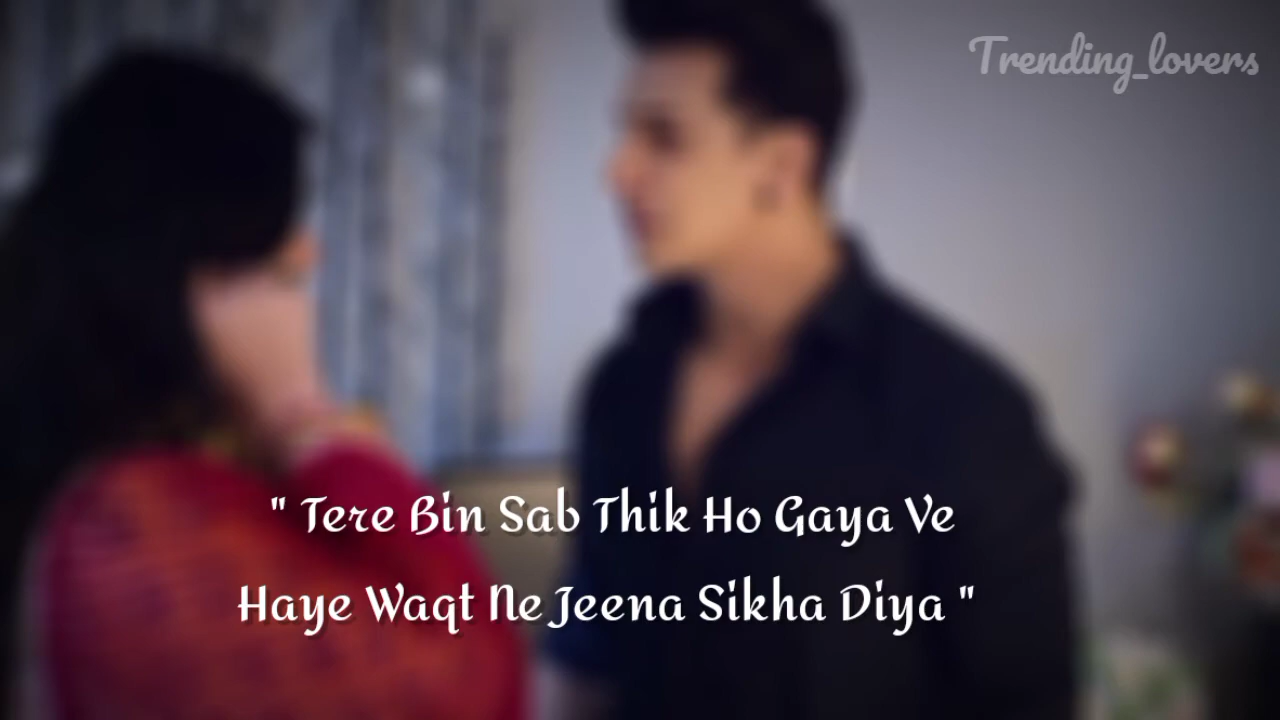 Trending_lovers
" Tere Bin Sab Thik Ho Gaya Ve
Haye Waqt Ne Jeena Sikha Diya "